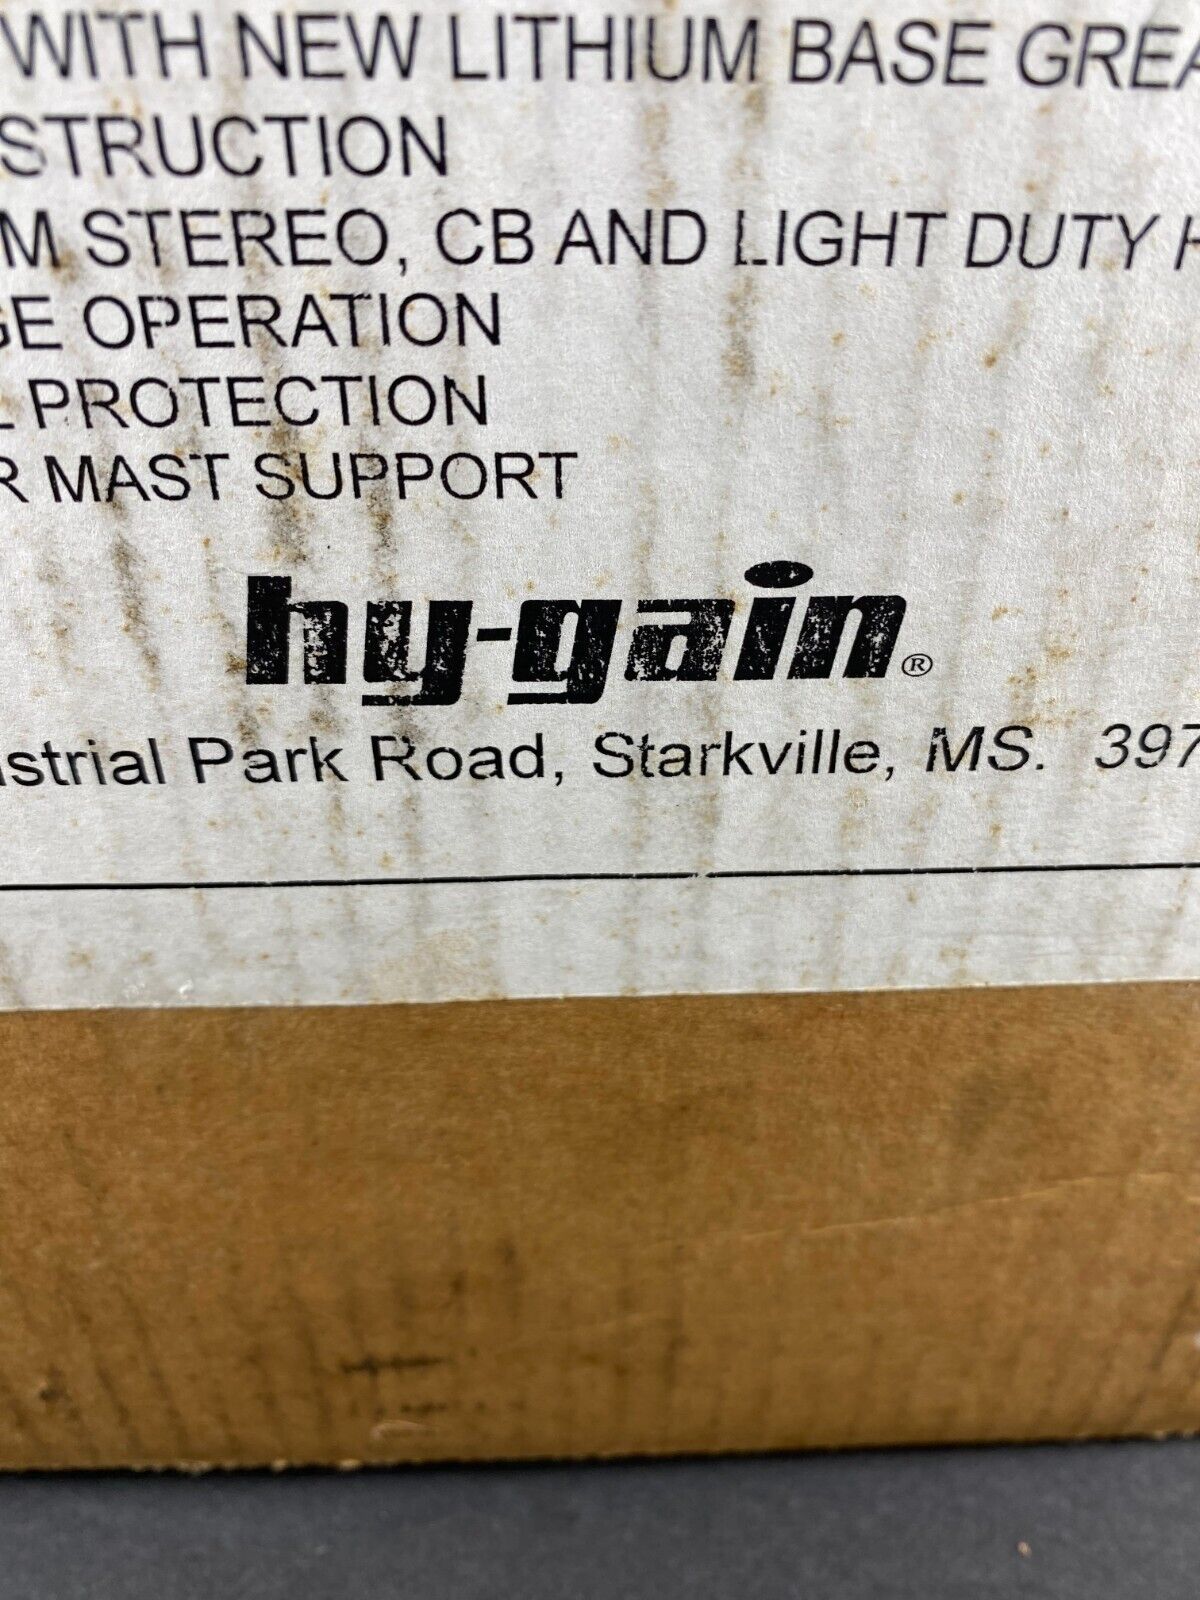 WITH NEW LITHIUM BASE GREA
STRUCTION
M STEREO, CB AND LIGHT DUTY H
GE OPERATION
L PROTECTION
R MAST SUPPORT
hy-gain®
ustrial Park Road, Starkville, MS. 397